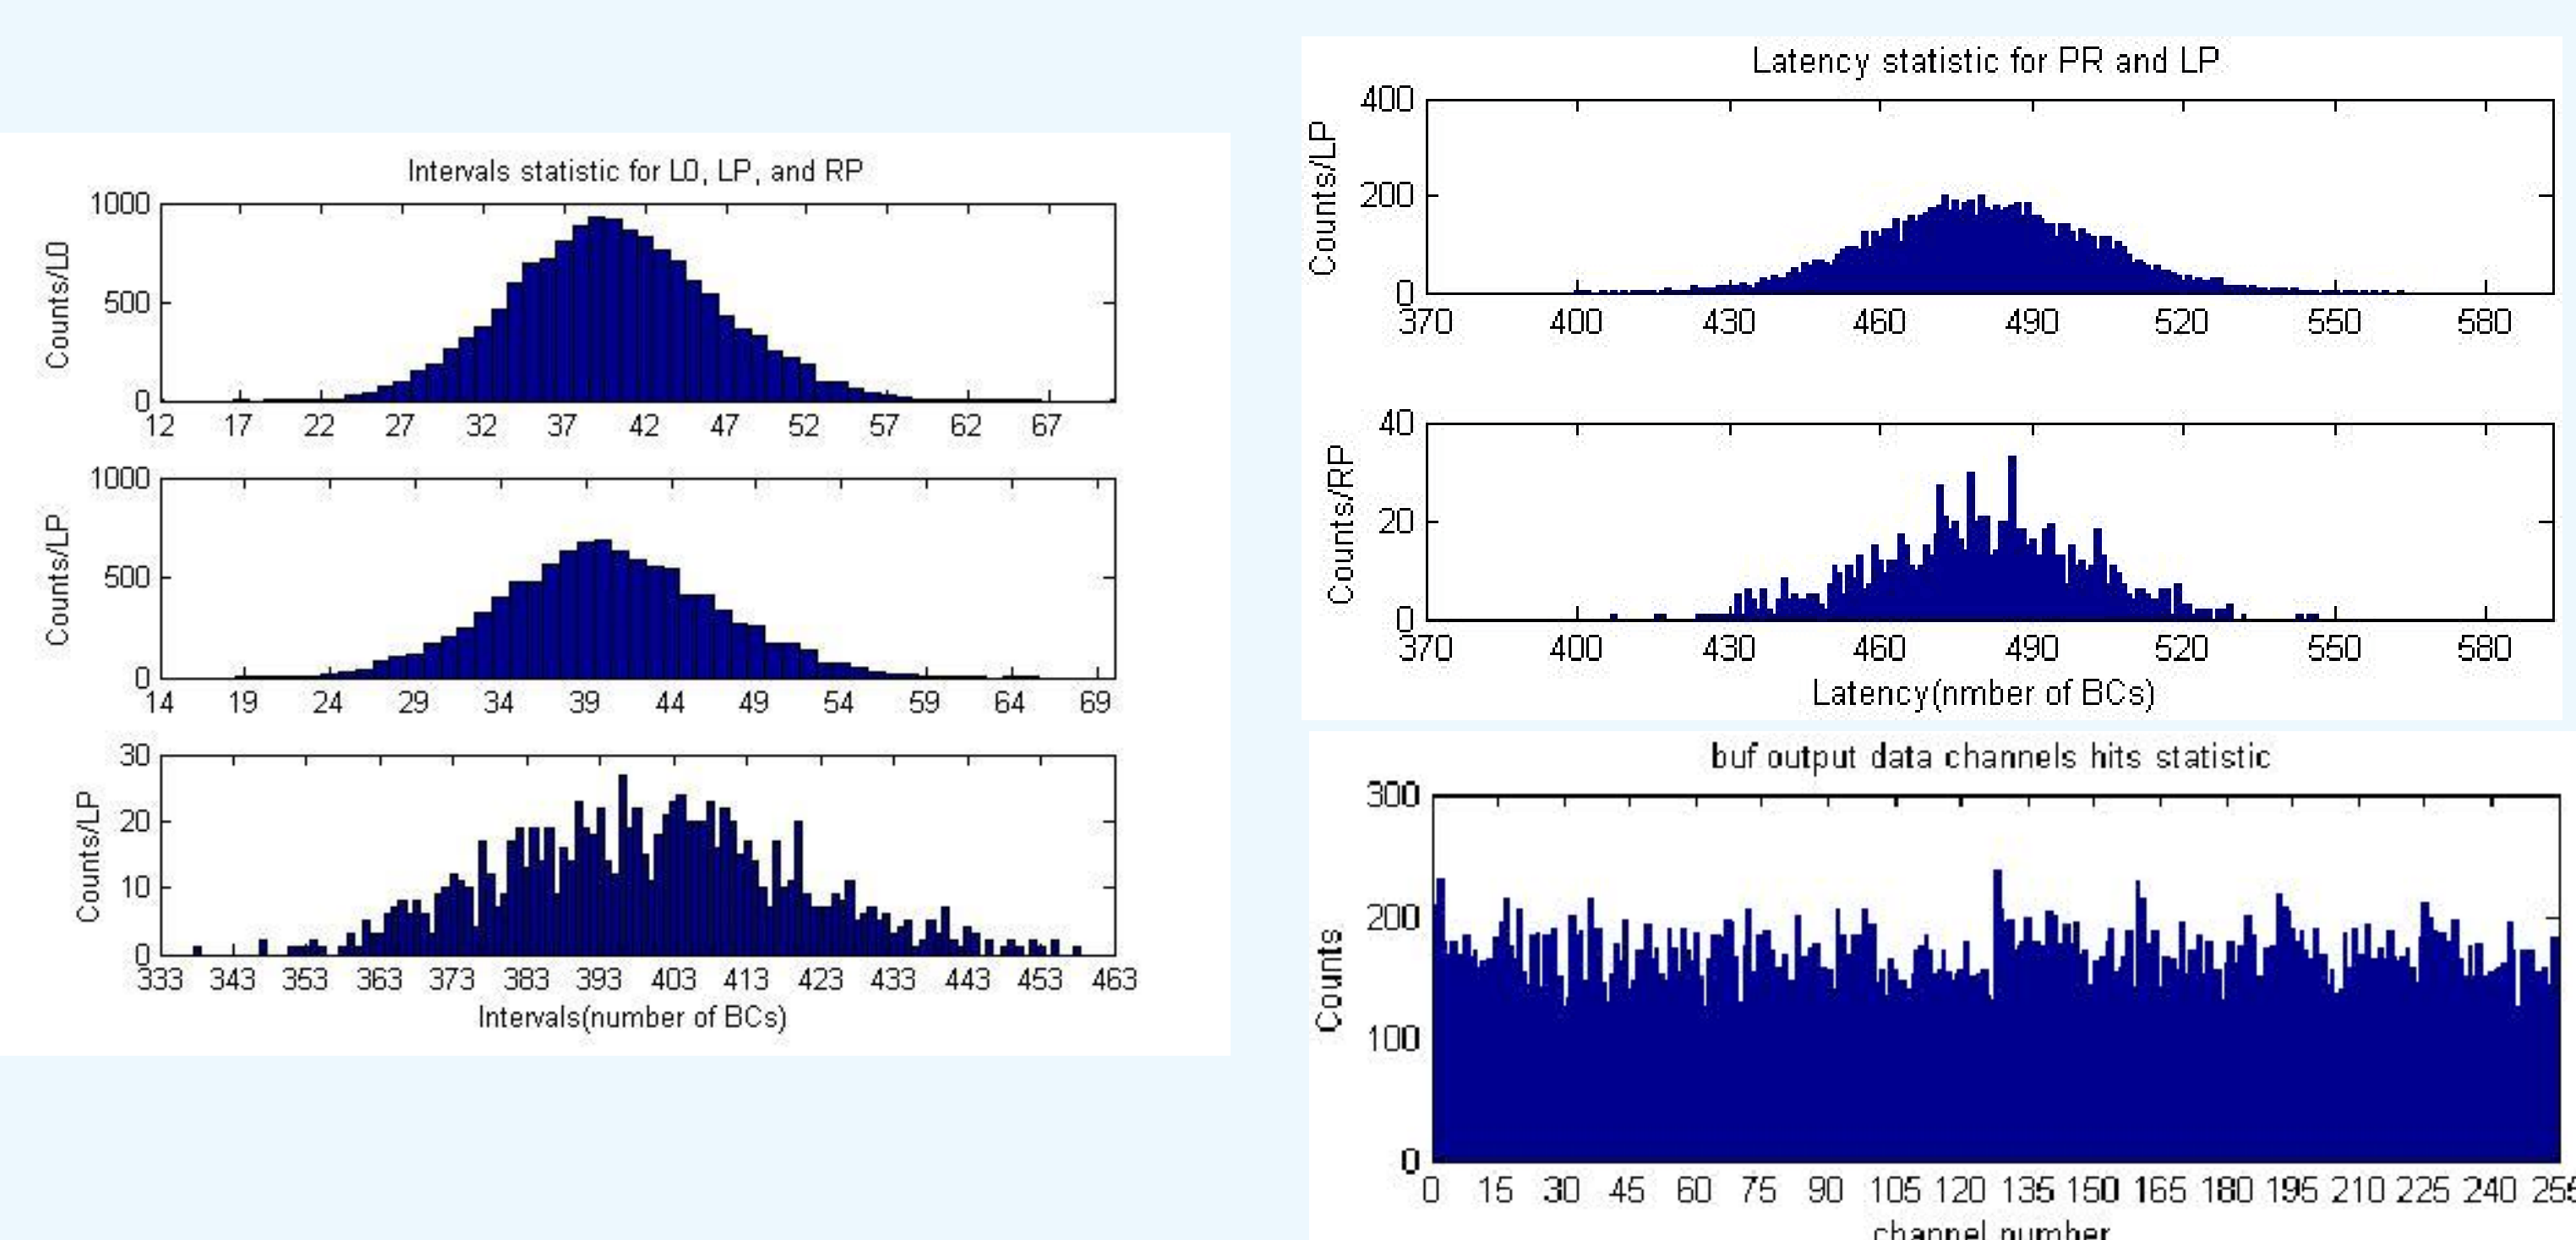 Intervals statistic for L0, LP, and RP
Counts/L0
1000
500
0
12 17 22 27 32 37 42 47 52 57 62 67
Counts/LP
1000
500
0
14 19 24 29 34 39 44 49 54 59 64 69
Counts/LP
30
20
10
0
333 343 353 363 373 383 393 403 413 423 433 443 453 463
Intervals(number of BCs)
Latency statistic for PR and LP
Counts/LP
400
200
0
370 400 430 460 490 520 550 580
Counts/RP
40
20
0
370 400 430 460 490 520 550 580
Latency(nmber of BCs)
buf output data channels hits statistic
Counts
300
200
100
0
0 15 30 45 60 75 90 105 120 135 150 165 180 195 210 225 240 255
channel number